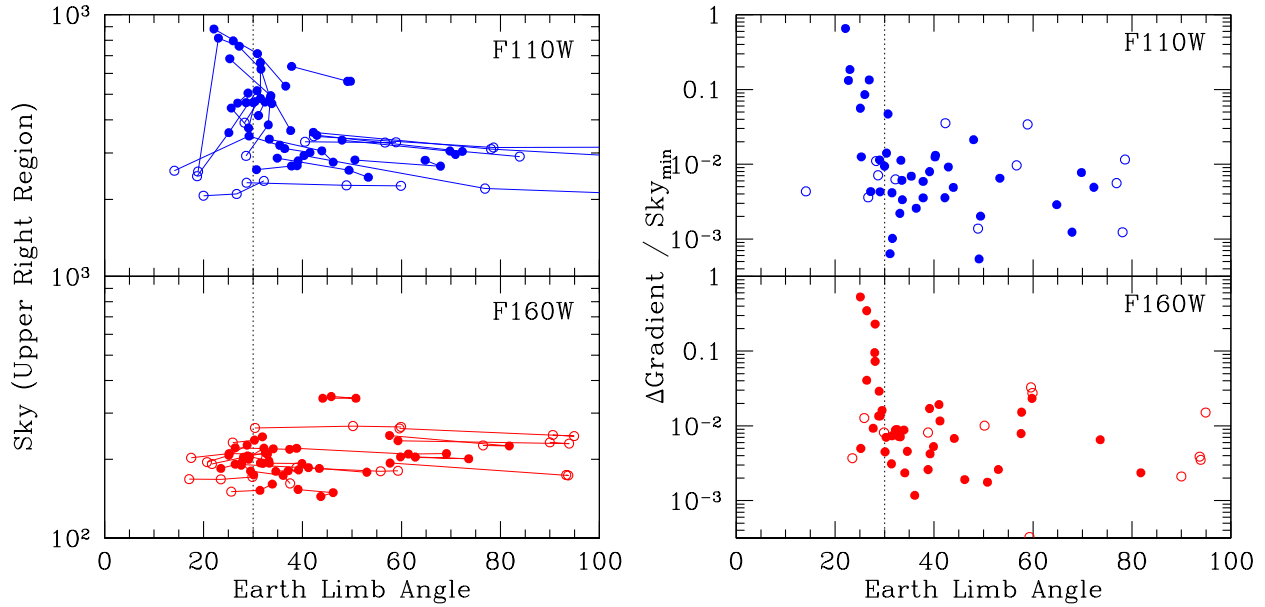 Sky (Upper Right Region)
10³
F110W
10³
F160W
10²
0 20 40 60 80 100
Earth Limb Angle
ΔGradient / Sky_min
1
F110W
0.1
10⁻²
10⁻³
1
F160W
0.1
10⁻²
10⁻³
0 20 40 60 80 100
Earth Limb Angle